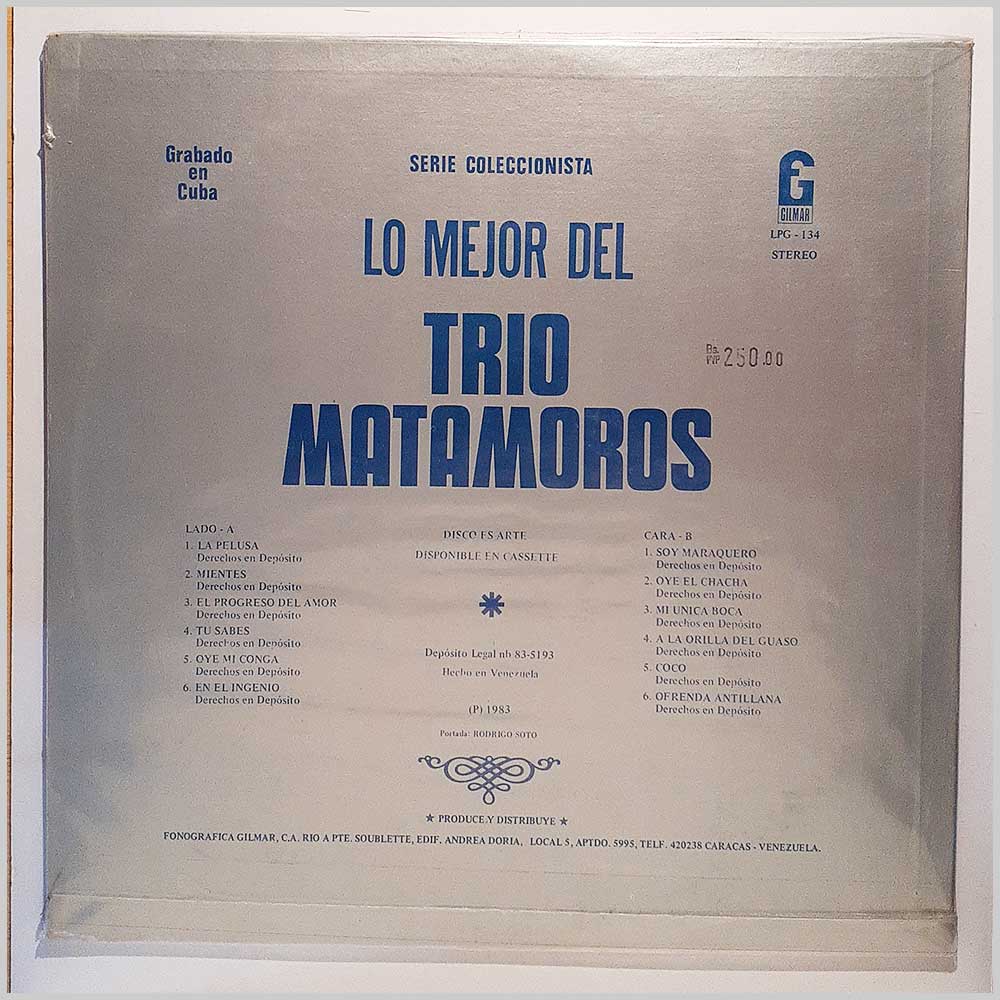 Grabado
en
Cuba
SERIE COLECCIONISTA
GILMAR
LPG - 134
STEREO
LO MEJOR DEL
TRIO
MATAMOROS
Bs.
PVP 250.00
LADO - A
1. LA PELUSA
Derechos en Depósito
2. MIENTES
Derechos en Depósito
3. EL PROGRESO DEL AMOR
Derechos en Depósito
4. TU SABES
Derechos en Depósito
5. OYE MI CONGA
Derechos en Depósito
6. EN EL INGENIO
Derechos en Depósito
DISCO ES ARTE
DISPONIBLE EN CASSETTE
Depósito Legal nb 83-5193
Hecho en Venezuela
(P) 1983
Portada: RODRIGO SOTO
CARA - B
1. SOY MARAQUERO
Derechos en Depósito
2. OYE EL CHACHA
Derechos en Depósito
3. MI UNICA BOCA
Derechos en Depósito
4. A LA ORILLA DEL GUASO
Derechos en Depósito
5. COCO
Derechos en Depósito
6. OFRENDA ANTILLANA
Derechos en Depósito
★ PRODUCE Y DISTRIBUYE ★
FONOGRAFICA GILMAR, C.A. RIO A PTE. SOUBLETTE, EDIF. ANDREA DORIA, LOCAL 5, APTDO. 5995, TELF. 420238 CARACAS - VENEZUELA.